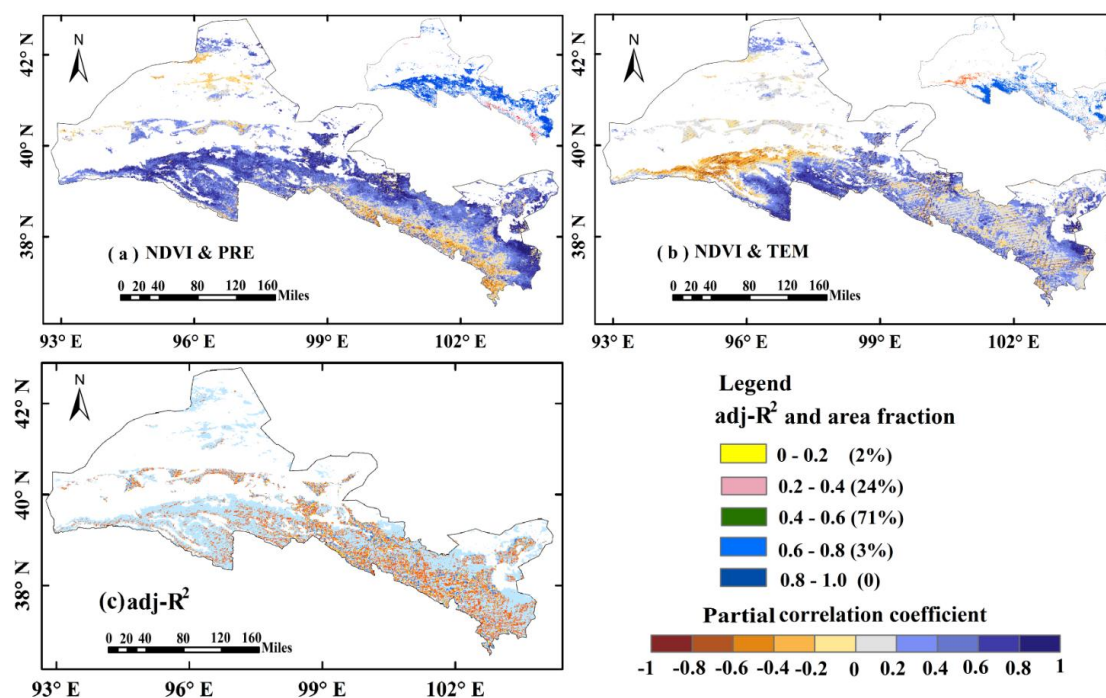 N
N
42° N
40° N
38° N
42° N
40° N
38° N
( a ) NDVI & PRE
( b ) NDVI & TEM
0 20 40 80 120 160 Miles
0 20 40 80 120 160 Miles
93° E 96° E 99° E 102° E
93° E 96° E 99° E 102° E
N
42° N
40° N
38° N
(c)adj-R²
0 20 40 80 120 160 Miles
93° E 96° E 99° E 102° E
Legend
adj-R² and area fraction
0 - 0.2 (2%)
0.2 - 0.4 (24%)
0.4 - 0.6 (71%)
0.6 - 0.8 (3%)
0.8 - 1.0 (0)
Partial correlation coefficient
-1 -0.8 -0.6 -0.4 -0.2 0 0.2 0.4 0.6 0.8 1